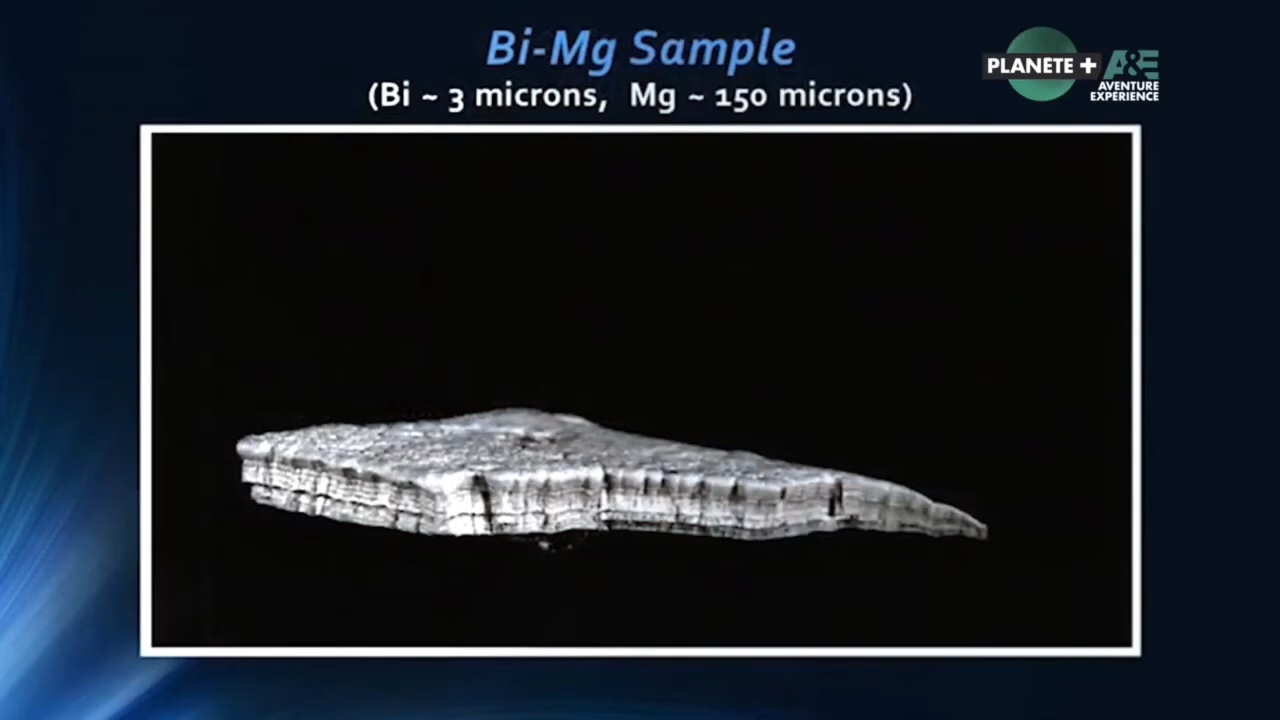 Bi-Mg Sample
(Bi ~ 3 microns, Mg ~ 150 microns)
PLANETE + A&E
AVENTURE
EXPERIENCE